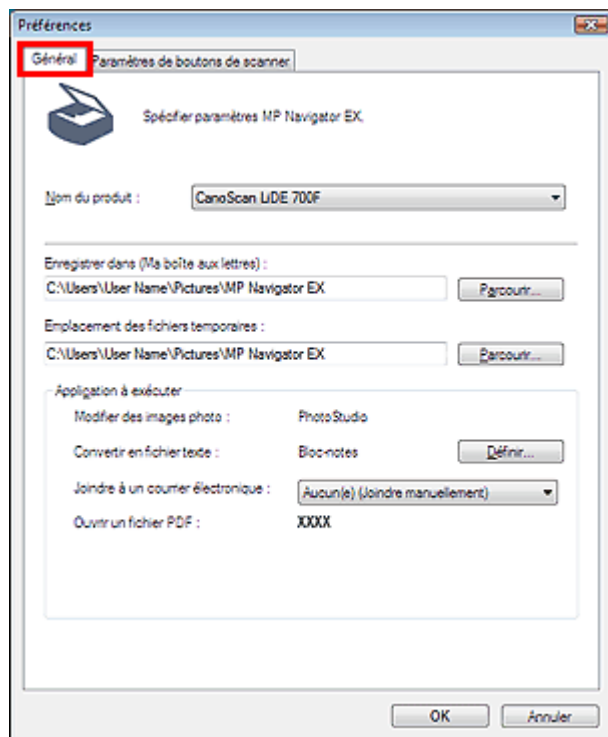 Préférences
Général Paramètres de boutons de scanner
Spécifier paramètres MP Navigator EX.
Nom du produit : CanoScan LiDE 700F
Enregistrer dans (Ma boîte aux lettres) :
C:\Users\User Name\Pictures\MP Navigator EX Parcourir...
Emplacement des fichiers temporaires :
C:\Users\User Name\Pictures\MP Navigator EX Parcourir...
Application à exécuter
Modifier des images photo : PhotoStudio
Convertir en fichier texte : Bloc-notes Définir...
Joindre à un courrier électronique : Aucun(e) (Joindre manuellement)
Ouvrir un fichier PDF : XXXX
OK Annuler